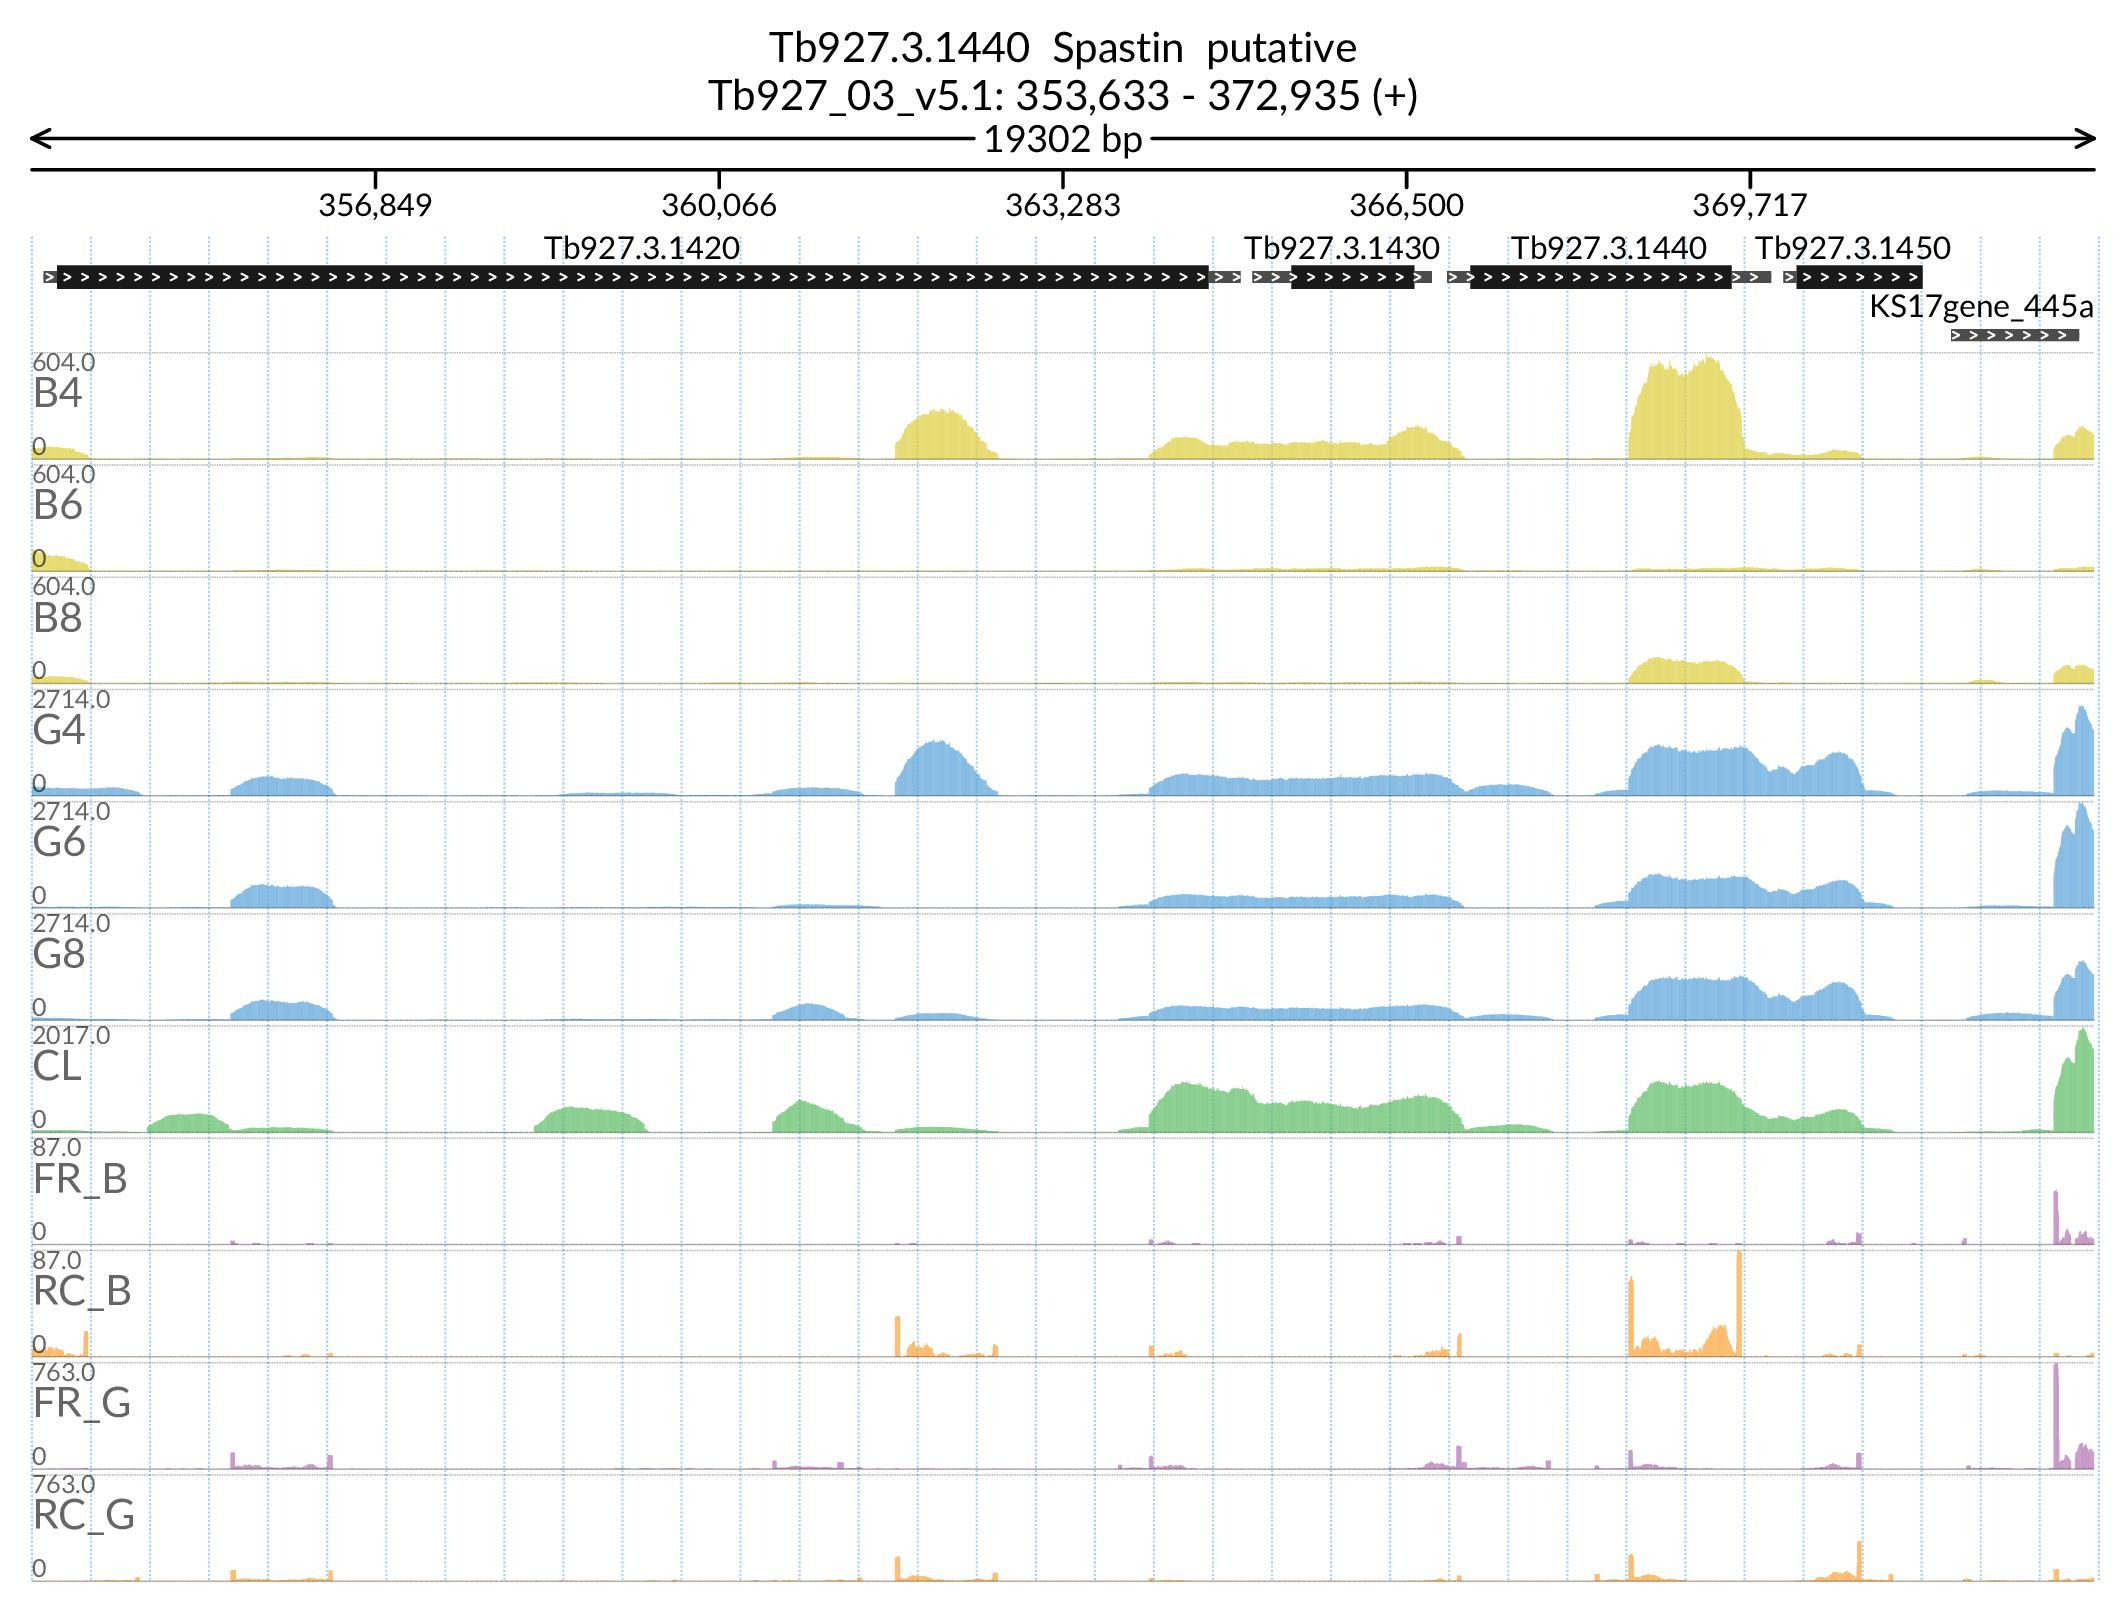 Tb927.3.1440 Spastin putative
Tb927_03_v5.1: 353,633 - 372,935 (+)
19302 bp
356,849 360,066 363,283 366,500 369,717
Tb927.3.1420 Tb927.3.1430 Tb927.3.1440 Tb927.3.1450
KS17gene_445a
604.0
B4
0
604.0
B6
0
604.0
B8
0
2714.0
G4
0
2714.0
G6
0
2714.0
G8
0
2017.0
CL
0
87.0
FR_B
0
87.0
RC_B
0
763.0
FR_G
0
763.0
RC_G
0